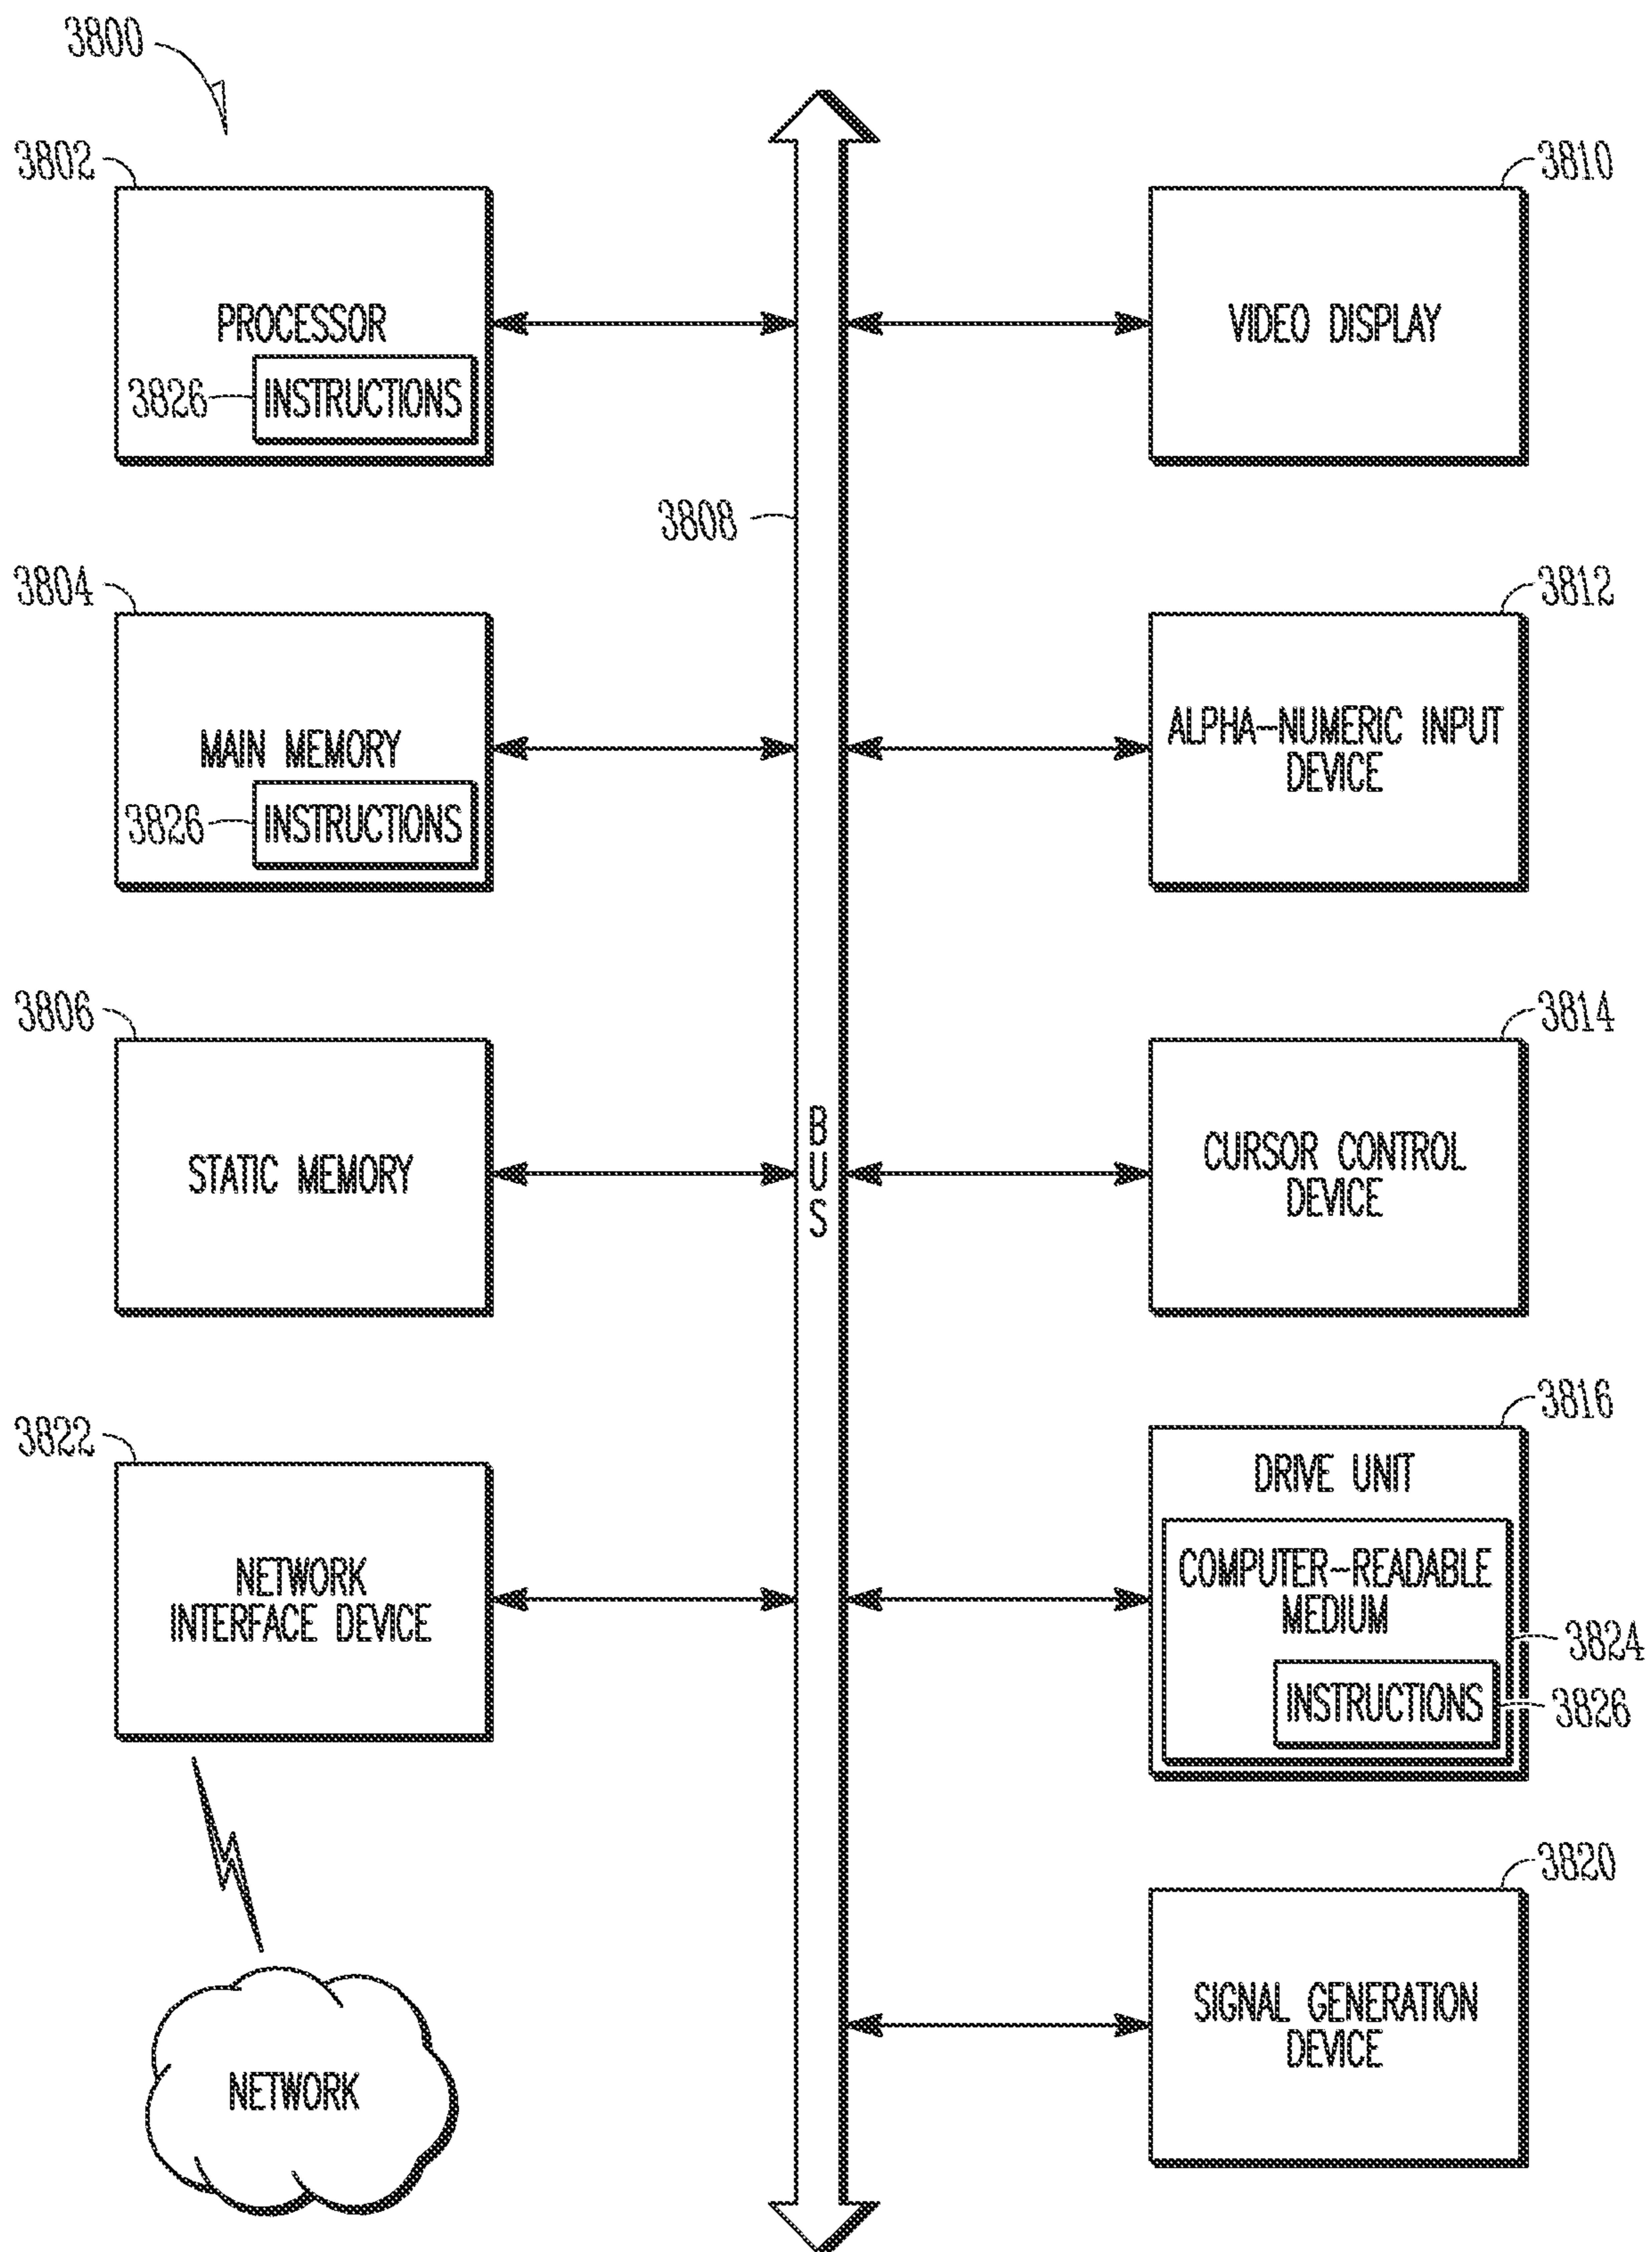 3800
3802
PROCESSOR
3826
INSTRUCTIONS
3810
VIDEO DISPLAY
3808
3804
MAIN MEMORY
3826
INSTRUCTIONS
3812
ALPHA-NUMERIC INPUT
DEVICE
3806
STATIC MEMORY
BUS
3814
CURSOR CONTROL
DEVICE
3822
NETWORK
INTERFACE DEVICE
3816
DRIVE UNIT
COMPUTER-READABLE
MEDIUM
3824
INSTRUCTIONS
3826
NETWORK
3820
SIGNAL GENERATION
DEVICE